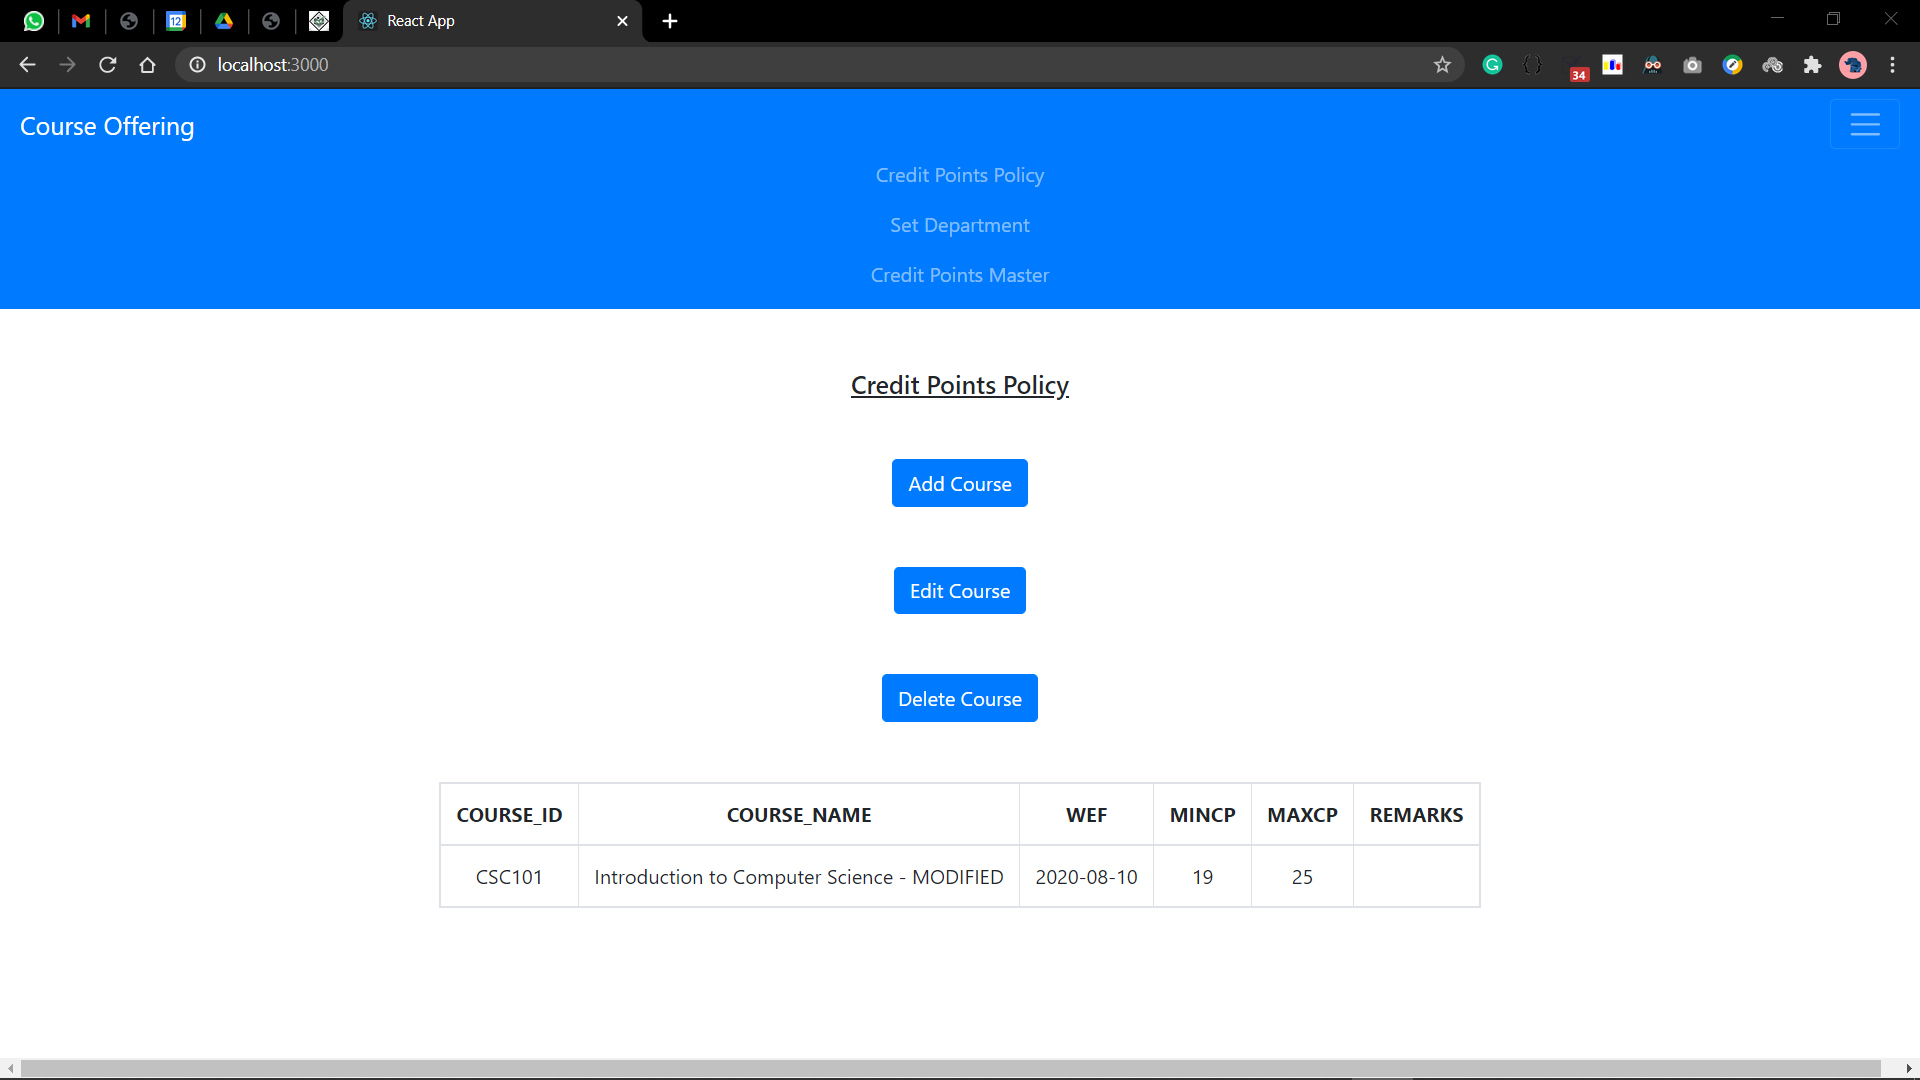 React App
localhost:3000
34
12
Course Offering
Credit Points Policy
Set Department
Credit Points Master
Credit Points Policy
Add Course
Edit Course
Delete Course
COURSE_ID COURSE_NAME WEF MINCP MAXCP REMARKS
CSC101 Introduction to Computer Science - MODIFIED 2020-08-10 19 25